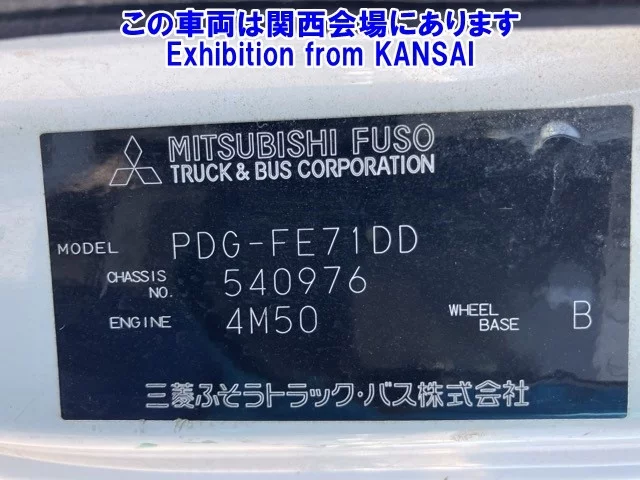 この車両は関西会場にあります
Exhibition from KANSAI
MITSUBISHI FUSO
TRUCK & BUS CORPORATION
MODEL PDG-FE71DD
CHASSIS NO. 540976
ENGINE 4M50 WHEEL BASE B
三菱ふそうトラック・バス株式会社